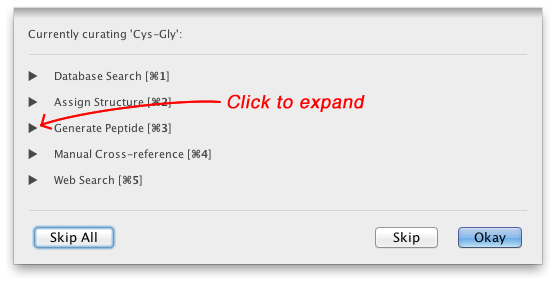 Currently curating 'Cys-Gly':
Database Search [⌘1]
Assign Structure [⌘2]
Click to expand
Generate Peptide [⌘3]
Manual Cross-reference [⌘4]
Web Search [⌘5]
Skip All
Skip
Okay